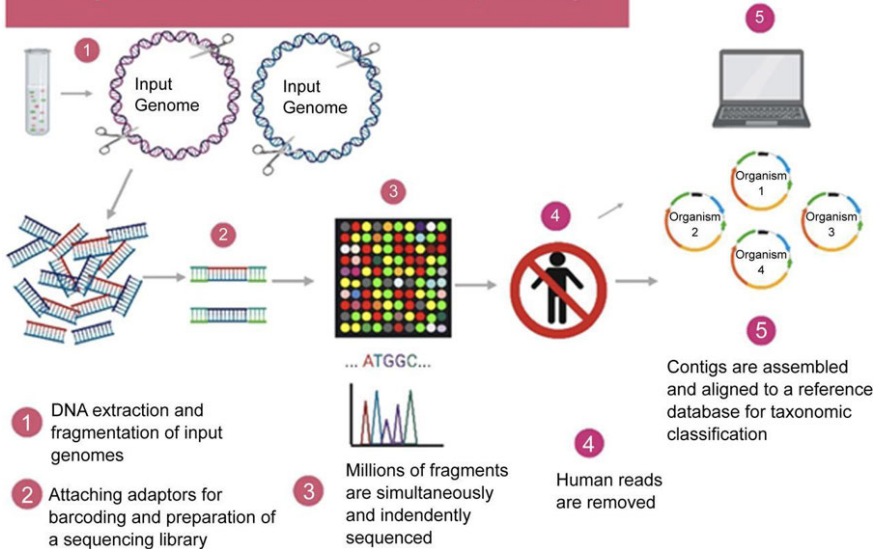 1
Input
Genome
Input
Genome
2
3
4
5
Organism
1
Organism
2
Organism
3
Organism
4
... ATGGC...
1
DNA extraction and
fragmentation of input
genomes
2
Attaching adaptors for
barcoding and preparation of
a sequencing library
3
Millions of fragments
are simultaneously
and indendently
sequenced
4
Human reads
are removed
5
Contigs are assembled
and aligned to a reference
database for taxonomic
classification